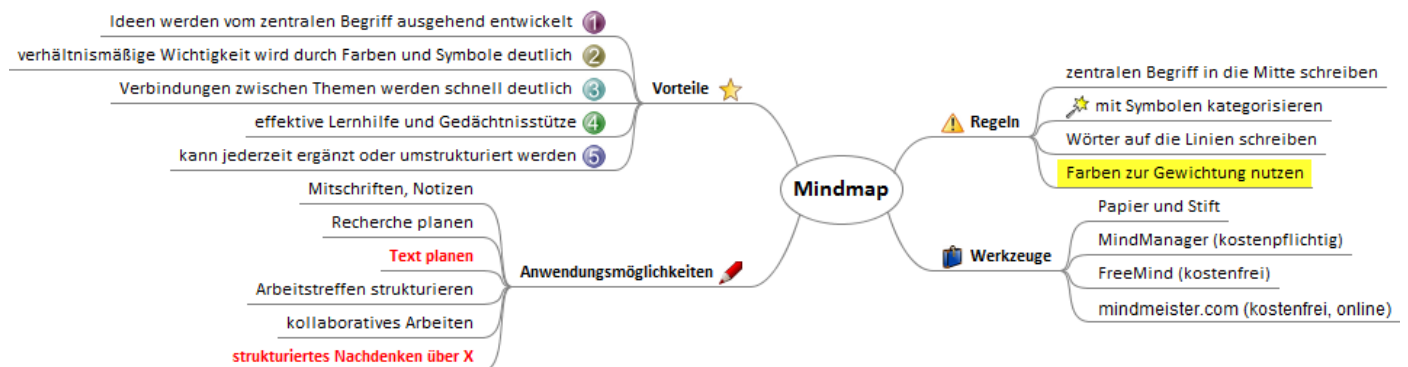 Mindmap
Vorteile
1 Ideen werden vom zentralen Begriff ausgehend entwickelt
2 verhältnismäßige Wichtigkeit wird durch Farben und Symbole deutlich
3 Verbindungen zwischen Themen werden schnell deutlich
4 effektive Lernhilfe und Gedächtnisstütze
5 kann jederzeit ergänzt oder umstrukturiert werden
Anwendungsmöglichkeiten
Mitschriften, Notizen
Recherche planen
Text planen
Arbeitstreffen strukturieren
kollaboratives Arbeiten
strukturiertes Nachdenken über X
Regeln
zentralen Begriff in die Mitte schreiben
mit Symbolen kategorisieren
Wörter auf die Linien schreiben
Farben zur Gewichtung nutzen
Werkzeuge
Papier und Stift
MindManager (kostenpflichtig)
FreeMind (kostenfrei)
mindmeister.com (kostenfrei, online)